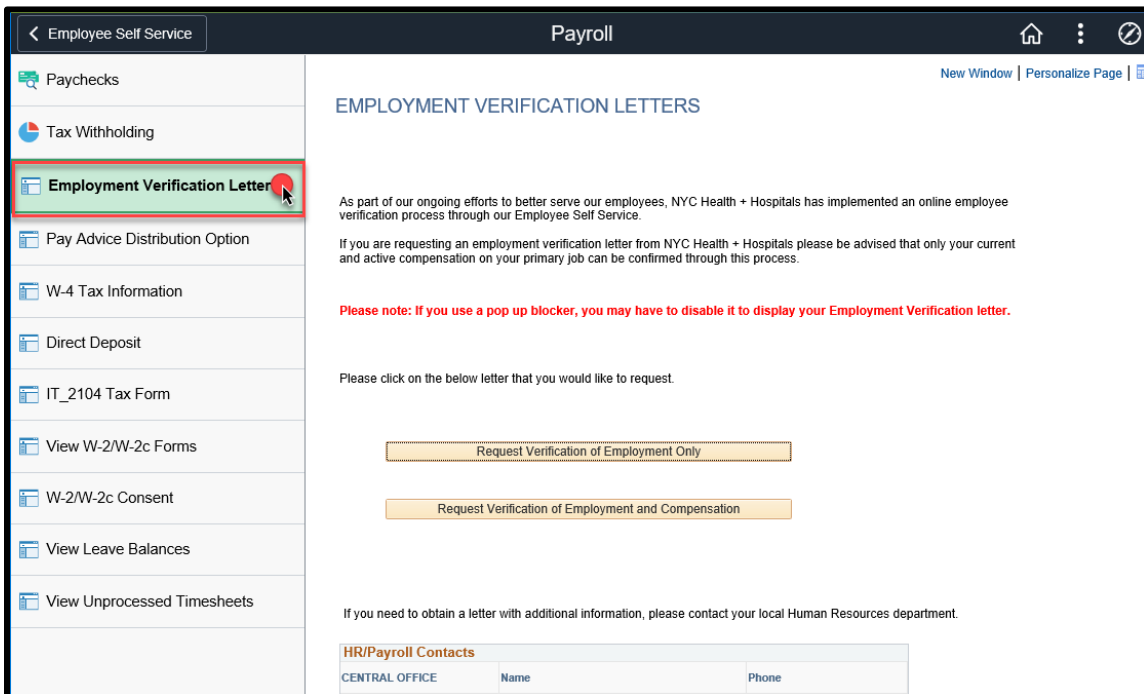 Employee Self Service
Payroll
New Window | Personalize Page |
Paychecks
Tax Withholding
Employment Verification Letter
Pay Advice Distribution Option
W-4 Tax Information
Direct Deposit
IT_2104 Tax Form
View W-2/W-2c Forms
W-2/W-2c Consent
View Leave Balances
View Unprocessed Timesheets
EMPLOYMENT VERIFICATION LETTERS
As part of our ongoing efforts to better serve our employees, NYC Health + Hospitals has implemented an online employee
verification process through our Employee Self Service.
If you are requesting an employment verification letter from NYC Health + Hospitals please be advised that only your current
and active compensation on your primary job can be confirmed through this process.
Please note: If you use a pop up blocker, you may have to disable it to display your Employment Verification letter.
Please click on the below letter that you would like to request.
Request Verification of Employment Only
Request Verification of Employment and Compensation
If you need to obtain a letter with additional information, please contact your local Human Resources department.
HR/Payroll Contacts
CENTRAL OFFICE Name Phone